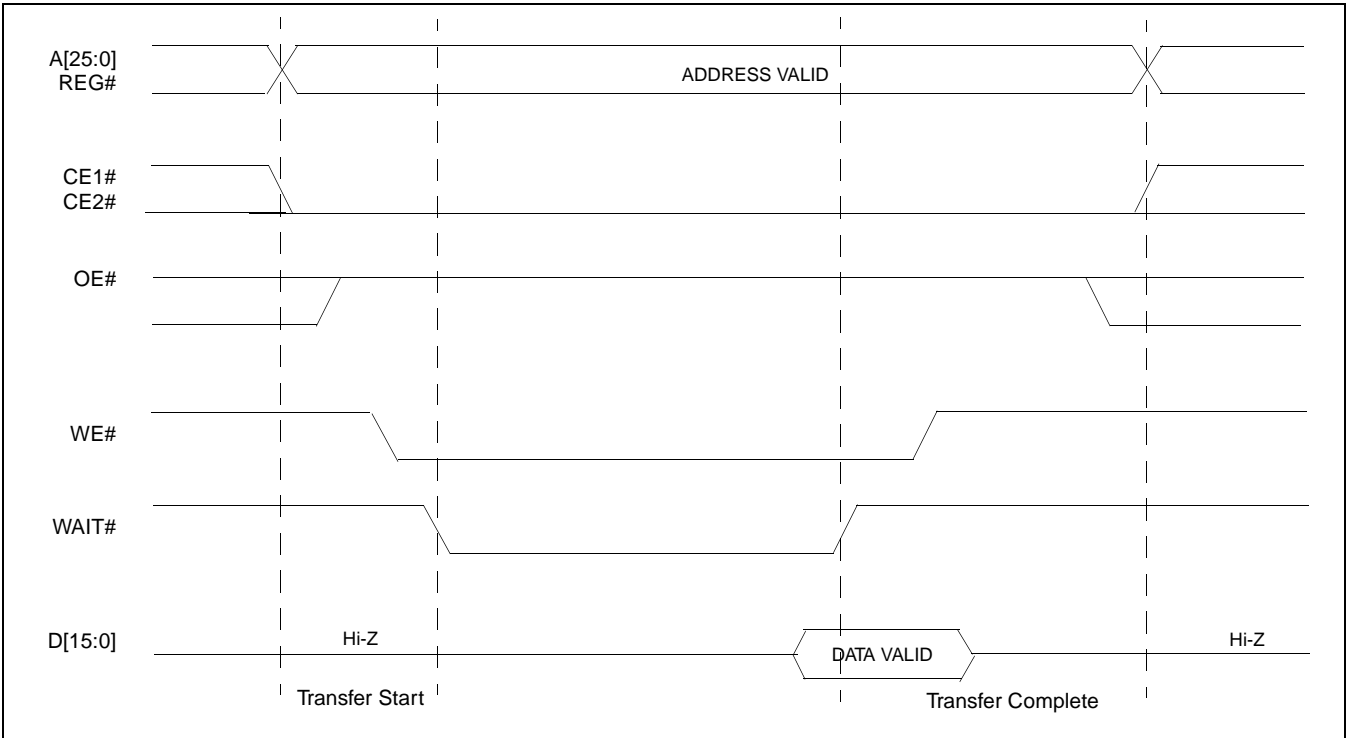 A[25:0]
REG#
ADDRESS VALID
CE1#
CE2#
OE#
WE#
WAIT#
D[15:0]
Hi-Z
DATA VALID
Hi-Z
Transfer Start
Transfer Complete